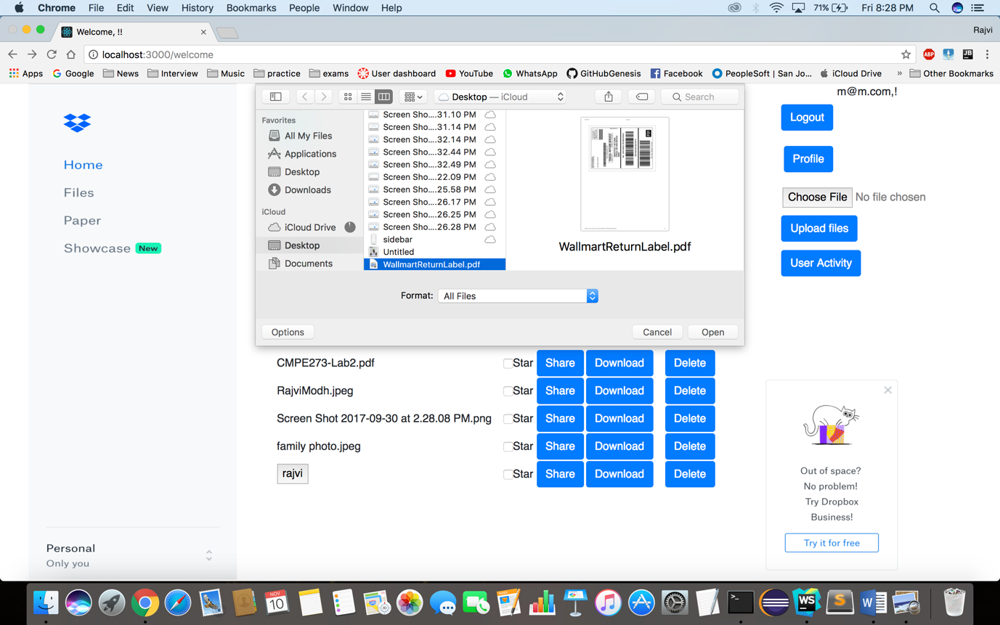 Chrome File Edit View History Bookmarks People Window Help 71% Fri 8:28 PM
Welcome, !! Rajvi
localhost:3000/welcome ABP JB
Apps Google News Interview Music practice exams User dashboard YouTube WhatsApp GitHubGenesis Facebook PeopleSoft | San Jo... iCloud Drive » Other Bookmarks
Home
Files
Paper
Showcase New
Personal
Only you
Desktop — iCloud Search
Favorites
All My Files
Applications
Desktop
Downloads
iCloud
iCloud Drive
Desktop
Documents
Screen Sho....31.10 PM
Screen Sho....31.14 PM
Screen Sho....32.14 PM
Screen Sho....32.44 PM
Screen Sho....32.49 PM
Screen Sho....22.09 PM
Screen Sho....25.58 PM
Screen Sho....26.17 PM
Screen Sho....26.25 PM
Screen Sho....26.28 PM
sidebar
Untitled
WallmartReturnLabel.pdf
WallmartReturnLabel.pdf
Format: All Files
Options Cancel Open
CMPE273-Lab2.pdf Star Share Download Delete
RajviModh.jpeg Star Share Download Delete
Screen Shot 2017-09-30 at 2.28.08 PM.png Star Share Download Delete
family photo.jpeg Star Share Download Delete
rajvi Star Share Download Delete
m@m.com,!
Logout
Profile
Choose File No file chosen
Upload files
User Activity
Out of space?
No problem!
Try Dropbox
Business!
Try it for free
NOV
10
WS